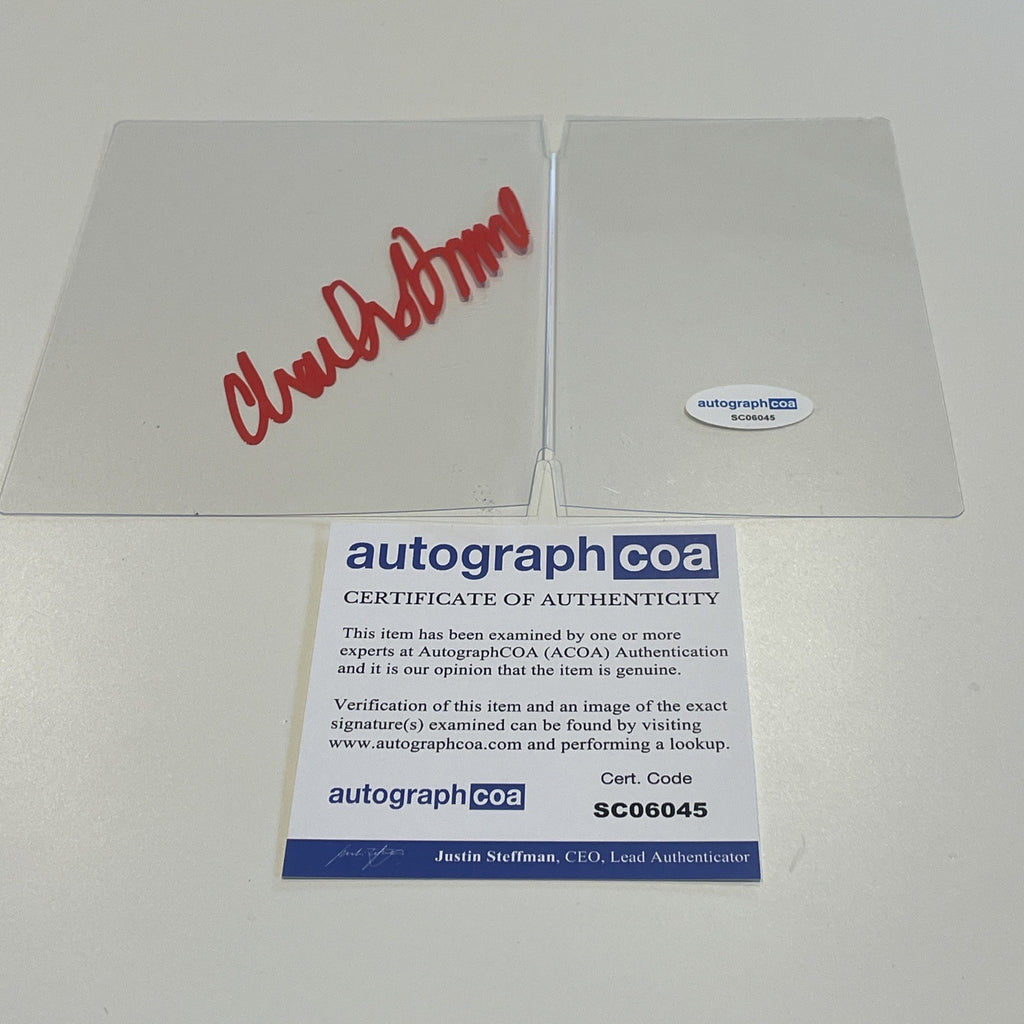 autograph coa
SC06045
autograph coa
CERTIFICATE OF AUTHENTICITY
This item has been examined by one or more
experts at AutographCOA (ACOA) Authentication
and it is our opinion that the item is genuine.
Verification of this item and an image of the exact
signature(s) examined can be found by visiting
www.autographcoa.com and performing a lookup.
Cert. Code
autograph coa
SC06045
Justin Steffman, CEO, Lead Authenticator